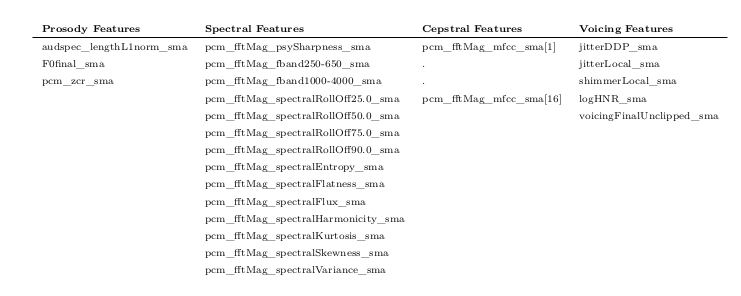 Prosody Features Spectral Features Cepstral Features Voicing Features
audspec_lengthL1norm_sma pcm_fftMag_psySharpness_sma pcm_fftMag_mfcc_sma[1] jitterDDP_sma
F0final_sma pcm_fftMag_fband250-650_sma . jitterLocal_sma
pcm_zcr_sma pcm_fftMag_fband1000-4000_sma . shimmerLocal_sma
pcm_fftMag_spectralRollOff25.0_sma pcm_fftMag_mfcc_sma[16] logHNR_sma
pcm_fftMag_spectralRollOff50.0_sma voicingFinalUnclipped_sma
pcm_fftMag_spectralRollOff75.0_sma
pcm_fftMag_spectralRollOff90.0_sma
pcm_fftMag_spectralEntropy_sma
pcm_fftMag_spectralFlatness_sma
pcm_fftMag_spectralFlux_sma
pcm_fftMag_spectralHarmonicity_sma
pcm_fftMag_spectralKurtosis_sma
pcm_fftMag_spectralSkewness_sma
pcm_fftMag_spectralVariance_sma